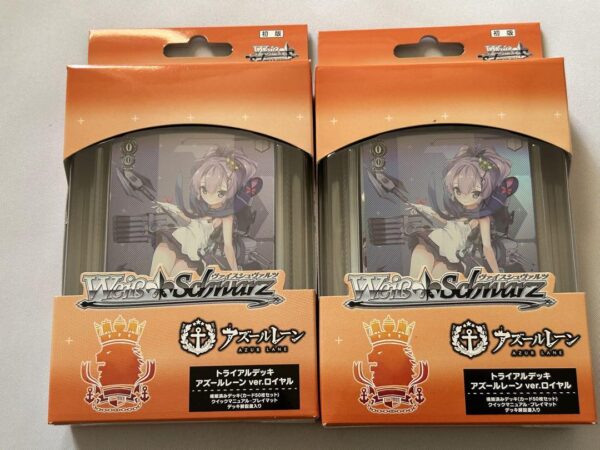 初版
Weiß Schwarz
ヴァイスシュヴァルツ
Weiß Schwarz
アズールレーン
AZUR LANE
トライアルデッキ
アズールレーン ver.ロイヤル
構築済みデッキ(カード50枚セット)
クイックマニュアル・プレイマット
デッキ解説書入り
初版
Weiß Schwarz
ヴァイスシュヴァルツ
Weiß Schwarz
アズールレーン
AZUR LANE
トライアルデッキ
アズールレーン ver.ロイヤル
構築済みデッキ(カード50枚セット)
クイックマニュアル・プレイマット
デッキ解説書入り